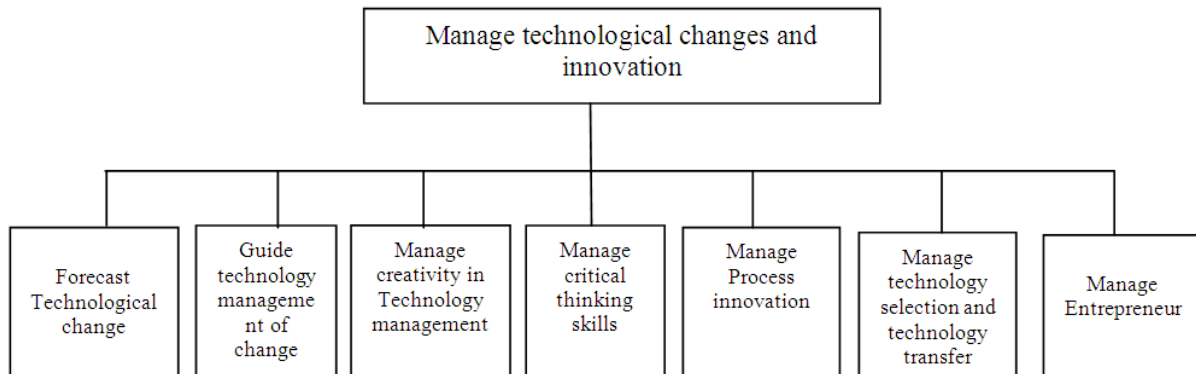 Manage technological changes and
innovation
Forecast
Technological
change
Guide
technology
manageme
nt of
change
Manage
creativity in
Technology
management
Manage
critical
thinking
skills
Manage
Process
innovation
Manage
technology
selection and
technology
transfer
Manage
Entrepreneur